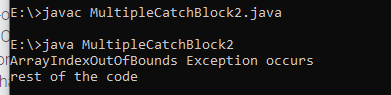 E:\>javac MultipleCatchBlock2.java
E:\>java MultipleCatchBlock2
ArrayIndexOutOfBounds Exception occurs
rest of the code